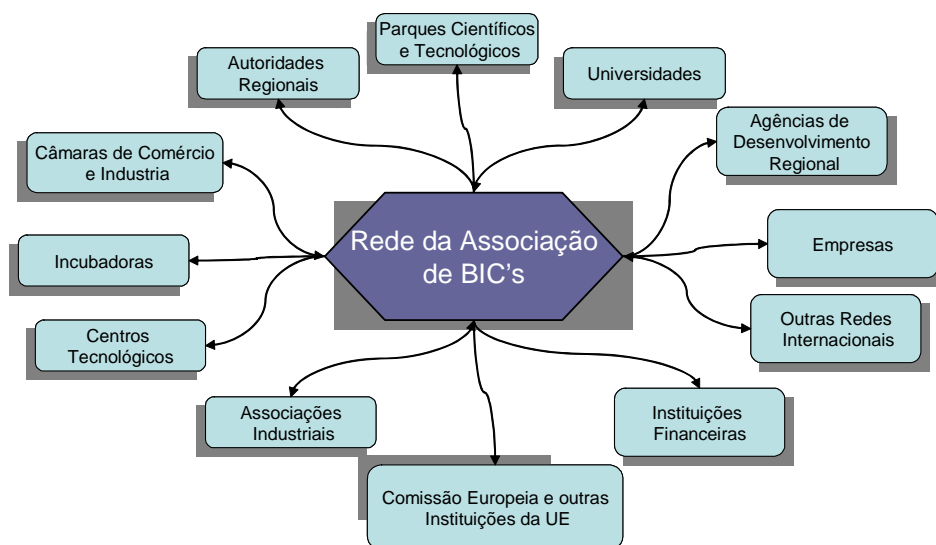 Parques Científicos
e Tecnológicos
Autoridades
Regionais
Universidades
Agências de
Desenvolvimento
Regional
Câmaras de Comércio
e Industria
Rede da Associação
de BIC's
Empresas
Incubadoras
Outras Redes
Internacionais
Centros
Tecnológicos
Associações
Industriais
Instituições
Financeiras
Comissão Europeia e outras
Instituições da UE